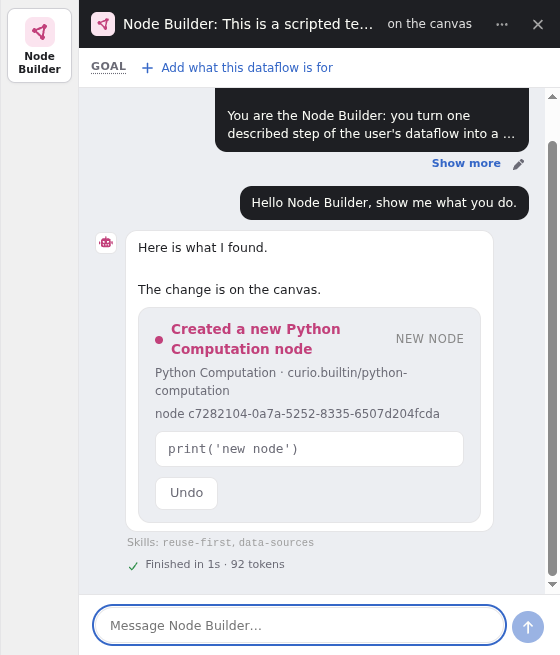 Node
Builder
Node Builder: This is a scripted te...
on the canvas
GOAL
Add what this dataflow is for
You are the Node Builder: you turn one
described step of the user's dataflow into a ...
Show more
Hello Node Builder, show me what you do.
Here is what I found.
The change is on the canvas.
Created a new Python
Computation node
NEW NODE
Python Computation · curio.builtin/python-
computation
node c7282104-0a7a-5252-8335-6507d204fcda
print('new node')
Undo
Skills: reuse-first, data-sources
Finished in 1s · 92 tokens
Message Node Builder...